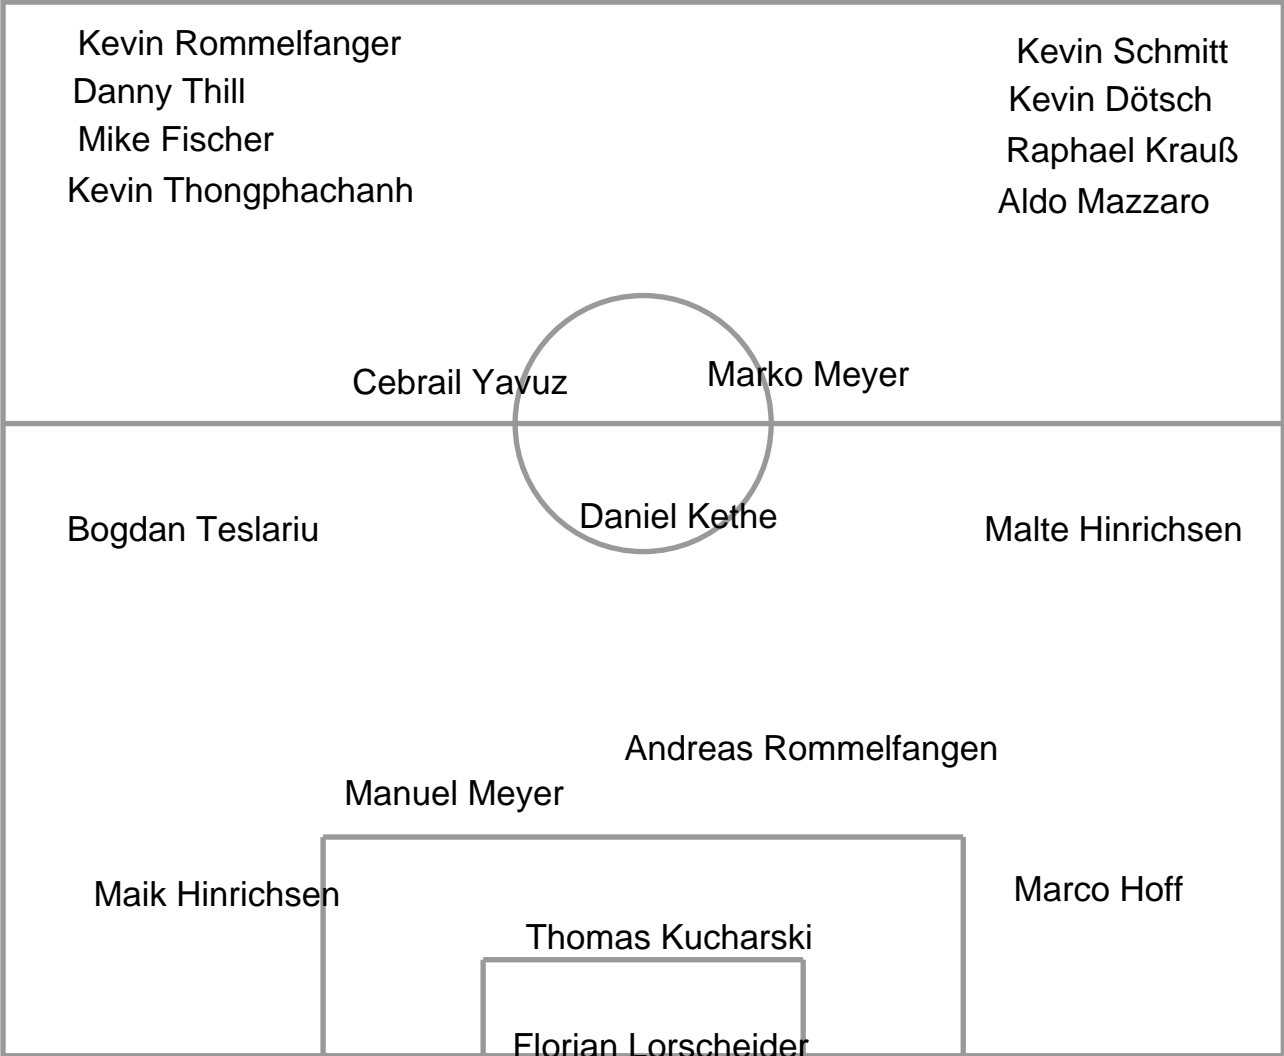 Kevin Rommelfanger
Danny Thill
Mike Fischer
Kevin Thongphachanh
Kevin Schmitt
Kevin Dötsch
Raphael Krauß
Aldo Mazzaro
Cebrail Yavuz
Marko Meyer
Bogdan Teslariu
Daniel Kethe
Malte Hinrichsen
Andreas Rommelfangen
Manuel Meyer
Maik Hinrichsen
Marco Hoff
Thomas Kucharski
Florian Lorscheider